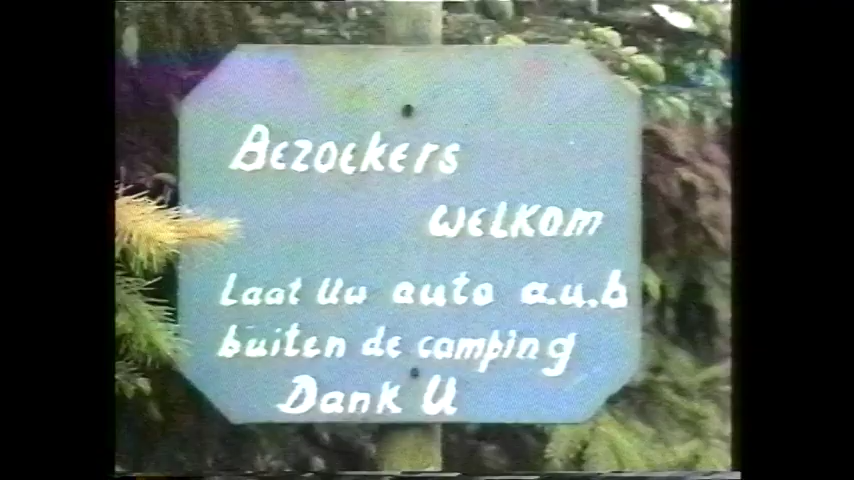 BEZOEKERS
WELKOM
Laat Uw auto a.u.b
buiten de camping
Dank U